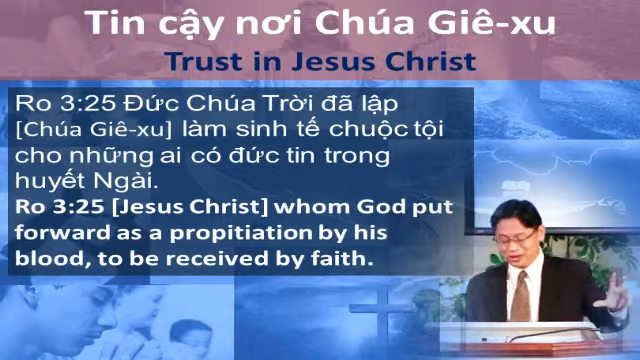 Tin cậy nơi Chúa Giê-xu
Trust in Jesus Christ
Ro 3:25 Đức Chúa Trời đã lập
[Chúa Giê-xu] làm sinh tế chuộc tội
cho những ai có đức tin trong
huyết Ngài.
Ro 3:25 [Jesus Christ] whom God put
forward as a propitiation by his
blood, to be received by faith.